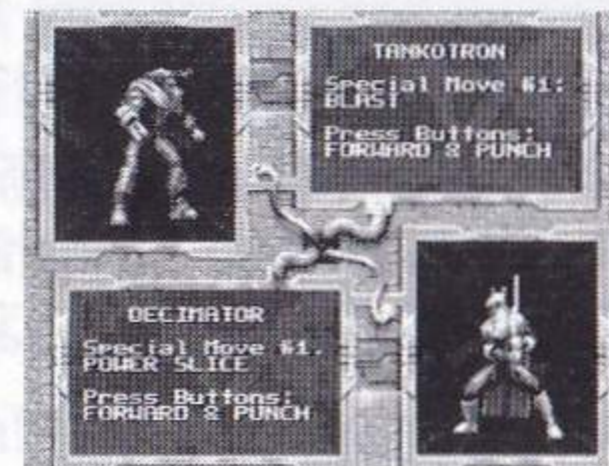 TANKOTRON
Special Move #1:
BLAST
Press Buttons:
FORWARD & PUNCH
DECIMATOR
Special Move #1.
POWER SLICE
Press Buttons:
FORWARD & PUNCH